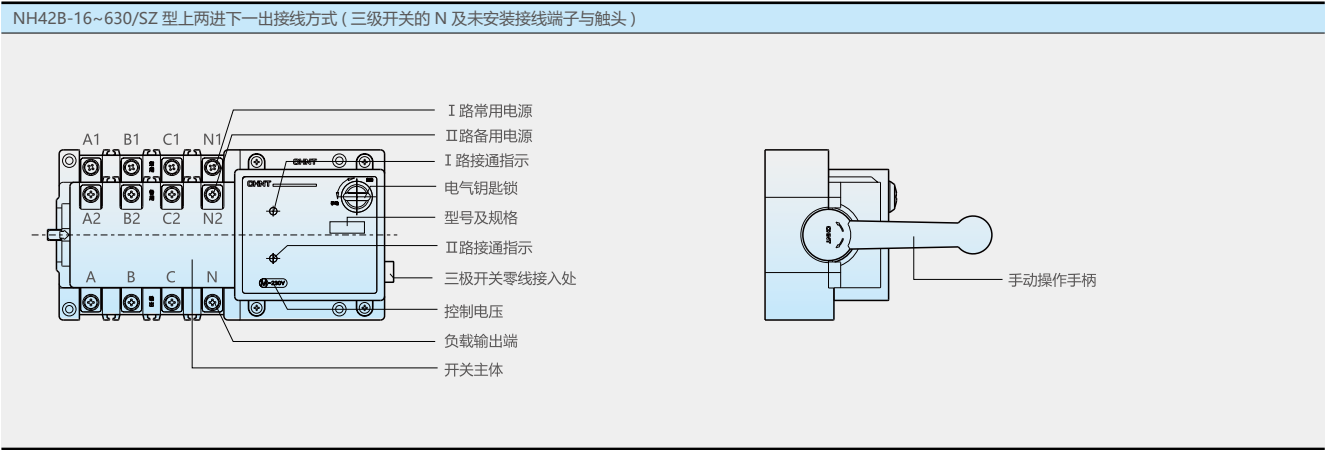 NH42B-16~630/SZ 型上两进下一出接线方式 ( 三级开关的 N 及未安装接线端子与触头 )
Ⅰ路常用电源
Ⅱ路备用电源
A1 B1 C1 N1
Ⅰ路接通指示
CHNT
CHNT
电气钥匙锁
A2 B2 C2 N2
型号及规格
CHNT
Ⅱ路接通指示
A B C N
三级开关零线接入处
手动操作手柄
~230V
控制电压
负载输出端
开关主体